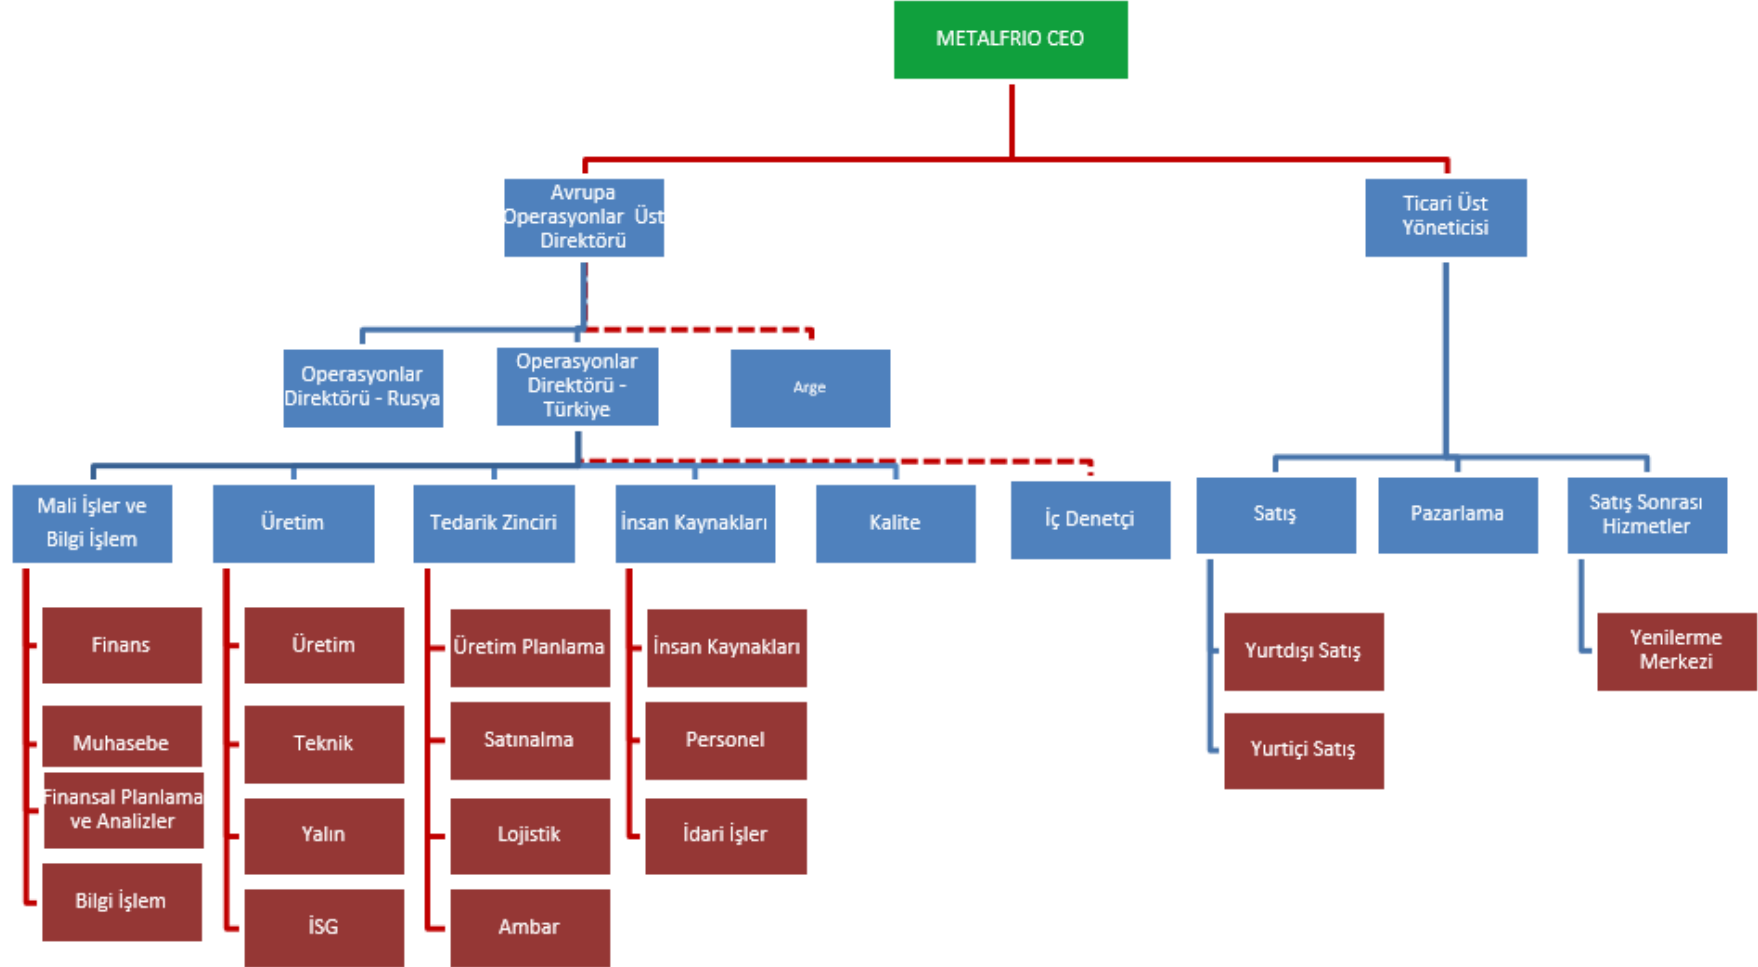 METALFRIO CEO
Avrupa
Operasyonlar Üst
Direktörü
Ticari Üst
Yöneticisi
Operasyonlar
Direktörü - Rusya
Operasyonlar
Direktörü -
Türkiye
Arge
Mali İşler ve
Bilgi İşlem
Üretim
Tedarik Zinciri
İnsan Kaynakları
Kalite
İç Denetçi
Satış
Pazarlama
Satış Sonrası
Hizmetler
Finans
Üretim
Üretim Planlama
İnsan Kaynakları
Yurtdışı Satış
Yenilerme
Merkezi
Muhasebe
Teknik
Satınalma
Personel
Yurtiçi Satış
Finansal Planlama
ve Analizler
Yalın
Lojistik
İdari İşler
Bilgi İşlem
İSG
Ambar